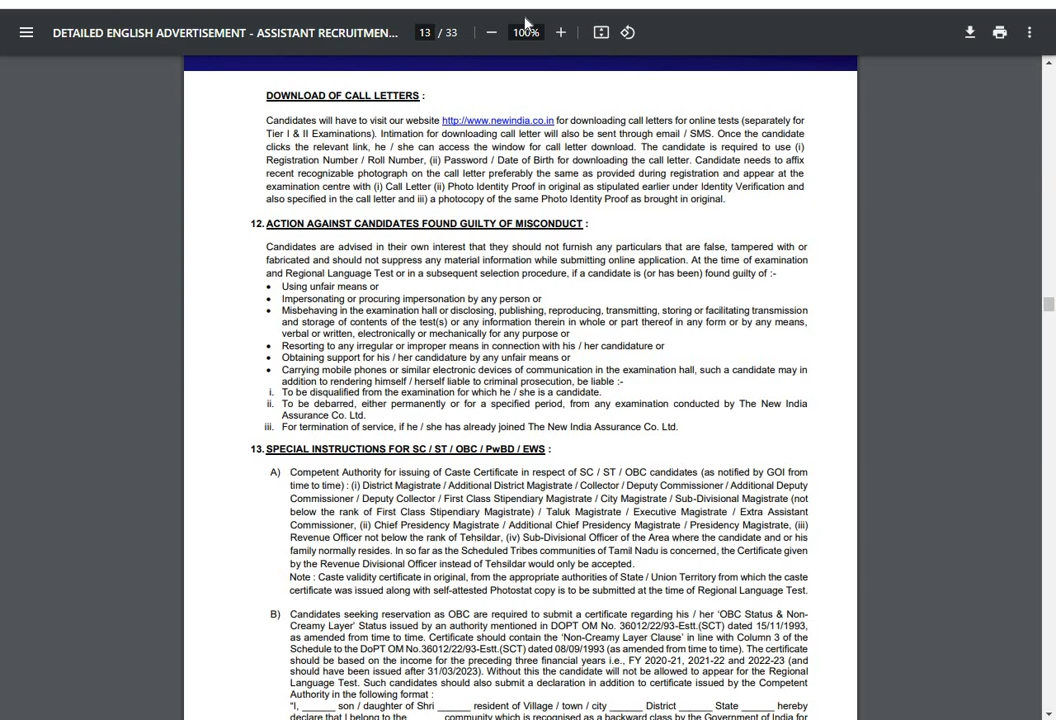 DETAILED ENGLISH ADVERTISEMENT - ASSISTANT RECRUITMEN... 13 / 33 100%
DOWNLOAD OF CALL LETTERS :
Candidates will have to visit our website http://www.newindia.co.in for downloading call letters for online tests (separately for
Tier I & II Examinations). Intimation for downloading call letter will also be sent through email / SMS. Once the candidate
clicks the relevant link, he / she can access the window for call letter download. The candidate is required to use (i)
Registration Number / Roll Number, (ii) Password / Date of Birth for downloading the call letter. Candidate needs to affix
recent recognizable photograph on the call letter preferably the same as provided during registration and appear at the
examination centre with (i) Call Letter (ii) Photo Identity Proof in original as stipulated earlier under Identity Verification and
also specified in the call letter and iii) a photocopy of the same Photo Identity Proof as brought in original.
12. ACTION AGAINST CANDIDATES FOUND GUILTY OF MISCONDUCT :
Candidates are advised in their own interest that they should not furnish any particulars that are false, tampered with or
fabricated and should not suppress any material information while submitting online application. At the time of examination
and Regional Language Test or in a subsequent selection procedure, if a candidate is (or has been) found guilty of :-
• Using unfair means or
• Impersonating or procuring impersonation by any person or
• Misbehaving in the examination hall or disclosing, publishing, reproducing, transmitting, storing or facilitating transmission
and storage of contents of the test(s) or any information therein in whole or part thereof in any form or by any means,
verbal or written, electronically or mechanically for any purpose or
• Resorting to any irregular or improper means in connection with his / her candidature or
• Obtaining support for his / her candidature by any unfair means or
• Carrying mobile phones or similar electronic devices of communication in the examination hall, such a candidate may in
addition to rendering himself / herself liable to criminal prosecution, be liable :-
i. To be disqualified from the examination for which he / she is a candidate.
ii. To be debarred, either permanently or for a specified period, from any examination conducted by The New India
Assurance Co. Ltd.
iii. For termination of service, if he / she has already joined The New India Assurance Co. Ltd.
13. SPECIAL INSTRUCTIONS FOR SC / ST / OBC / PwBD / EWS :
A) Competent Authority for issuing of Caste Certificate in respect of SC / ST / OBC candidates (as notified by GOI from
time to time) : (i) District Magistrate / Additional District Magistrate / Collector / Deputy Commissioner / Additional Deputy
Commissioner / Deputy Collector / First Class Stipendiary Magistrate / City Magistrate / Sub-Divisional Magistrate (not
below the rank of First Class Stipendiary Magistrate) / Taluk Magistrate / Executive Magistrate / Extra Assistant
Commissioner, (ii) Chief Presidency Magistrate / Additional Chief Presidency Magistrate / Presidency Magistrate, (iii)
Revenue Officer not below the rank of Tehsildar, (iv) Sub-Divisional Officer of the Area where the candidate and or his
family normally resides. In so far as the Scheduled Tribes communities of Tamil Nadu is concerned, the Certificate given
by the Revenue Divisional Officer instead of Tehsildar would only be accepted.
Note : Caste validity certificate in original, from the appropriate authorities of State / Union Territory from which the caste
certificate was issued along with self-attested Photostat copy is to be submitted at the time of Regional Language Test.
B) Candidates seeking reservation as OBC are required to submit a certificate regarding his / her 'OBC Status & Non-
Creamy Layer' Status issued by an authority mentioned in DOPT OM No. 36012/22/93-Estt.(SCT) dated 15/11/1993,
as amended from time to time. Certificate should contain the 'Non-Creamy Layer Clause' in line with Column 3 of the
Schedule to the DoPT OM No.36012/22/93-Estt.(SCT) dated 08/09/1993 (as amended from time to time). The certificate
should be based on the income for the preceding three financial years i.e., FY 2020-21, 2021-22 and 2022-23 (and
should have been issued after 31/03/2023). Without this the candidate will not be allowed to appear for the Regional
Language Test. Such candidates should also submit a declaration in addition to certificate issued by the Competent
Authority in the following format :
"I, ______ son / daughter of Shri ______ resident of Village / town / city ______ District ______ State ______ hereby
declare that I belong to the ______ community which is recognised as a backward class by the Government of India for